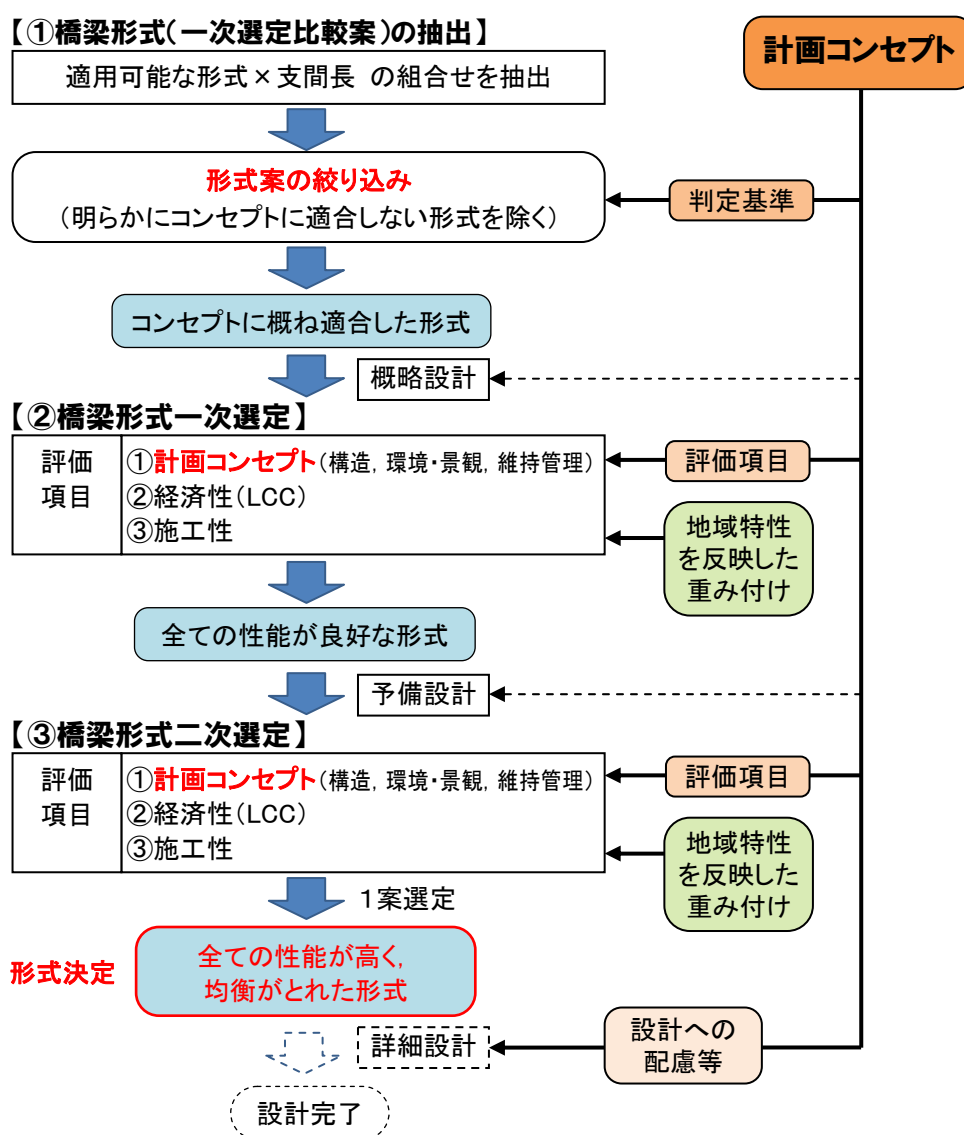 【①橋梁形式(一次選定比較案)の抽出】
計画コンセプト
適用可能な形式×支間長 の組合せを抽出
形式案の絞り込み
(明らかにコンセプトに適合しない形式を除く)
判定基準
コンセプトに概ね適合した形式
概略設計
【②橋梁形式一次選定】
評価
項目
①計画コンセプト(構造, 環境・景観, 維持管理)
②経済性(LCC)
③施工性
評価項目
地域特性
を反映した
重み付け
全ての性能が良好な形式
予備設計
【③橋梁形式二次選定】
評価
項目
①計画コンセプト(構造, 環境・景観, 維持管理)
②経済性(LCC)
③施工性
評価項目
地域特性
を反映した
重み付け
1案選定
形式決定
全ての性能が高く,
均衡がとれた形式
詳細設計
設計への
配慮等
設計完了